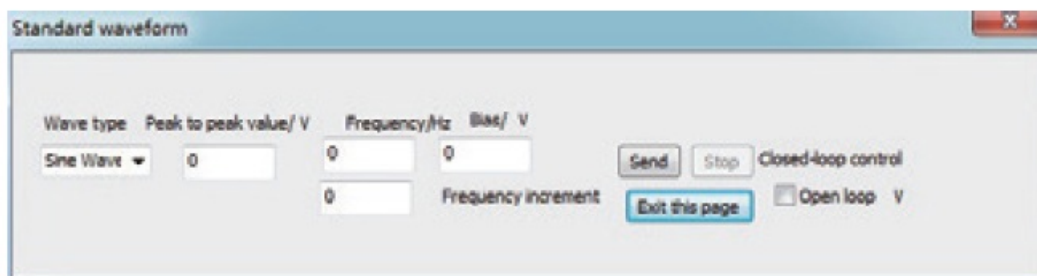 Standard waveform
Wave type Peak to peak value/ V Frequency/Hz Bias/ V
Sine Wave 0 0 0 Send Stop Closed-loop control
0 Frequency increment Exit this page Open loop V